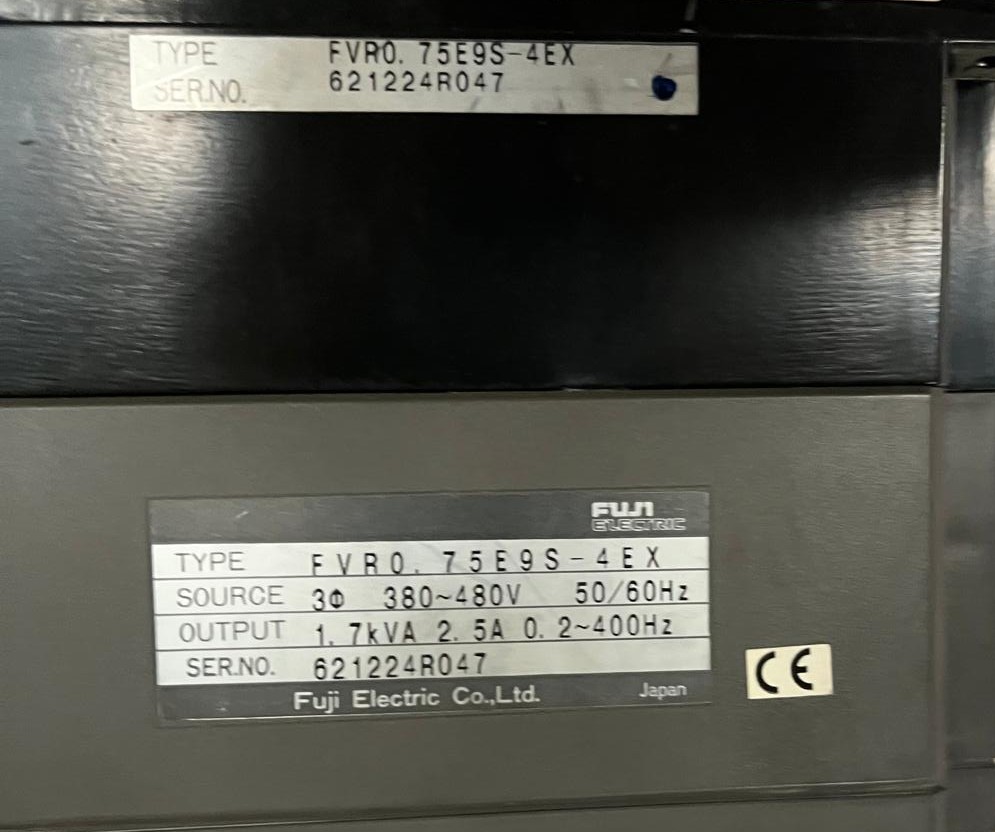 TYPE FVR0. 75E9S-4EX
SER.NO. 621224R047
FUJI
ELECTRIC
TYPE FVR0. 75E9S-4EX
SOURCE 3Φ 380~480V 50/60Hz
OUTPUT 1. 7kVA 2. 5A 0. 2~400Hz
SER.NO. 621224R047
Fuji Electric Co.,Ltd. Japan
CE